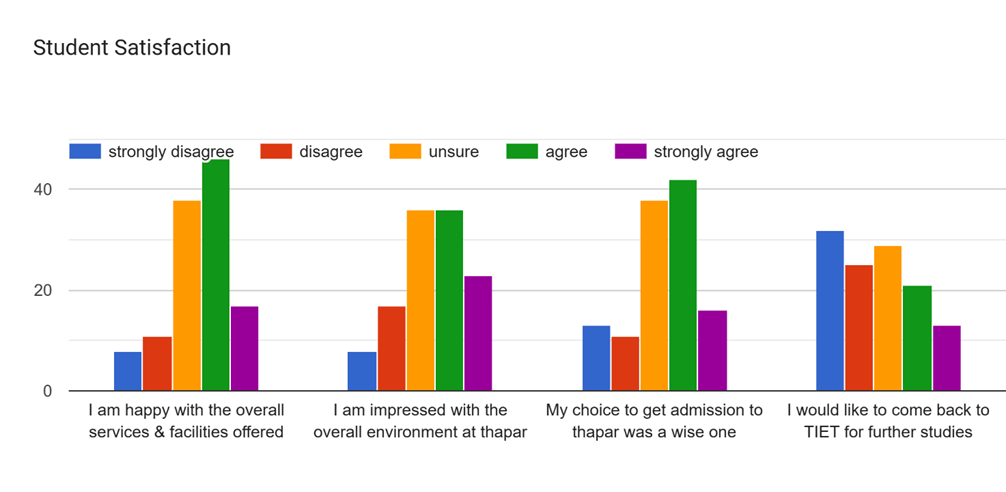 Student Satisfaction
strongly disagree disagree unsure agree strongly agree
40
20
0
I am happy with the overall
services & facilities offered
I am impressed with the
overall environment at thapar
My choice to get admission to
thapar was a wise one
I would like to come back to
TIET for further studies